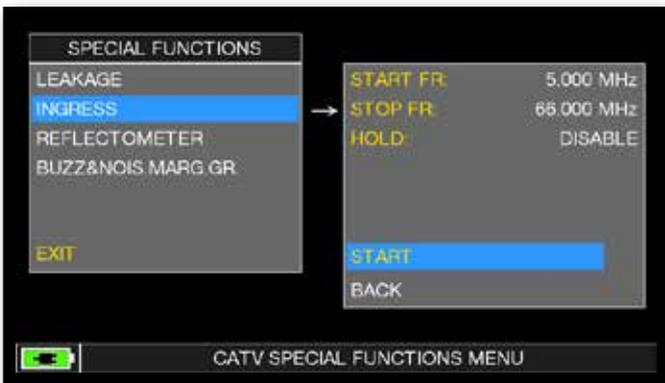 SPECIAL FUNCTIONS
LEAKAGE
INGRESS
REFLECTOMETER
BUZZ&NOIS.MARG.GR.
EXIT
START FR: 5.000 MHz
STOP FR: 66.000 MHz
HOLD: DISABLE
START
BACK
CATV SPECIAL FUNCTIONS MENU